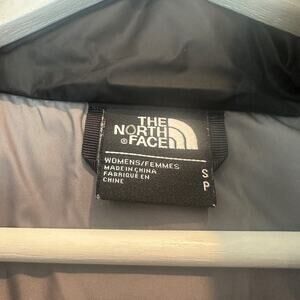 THE
NORTH
®FACE
WOMENS/FEMMES
MADE IN CHINA
FABRIQUÉ EN
CHINE
S
P